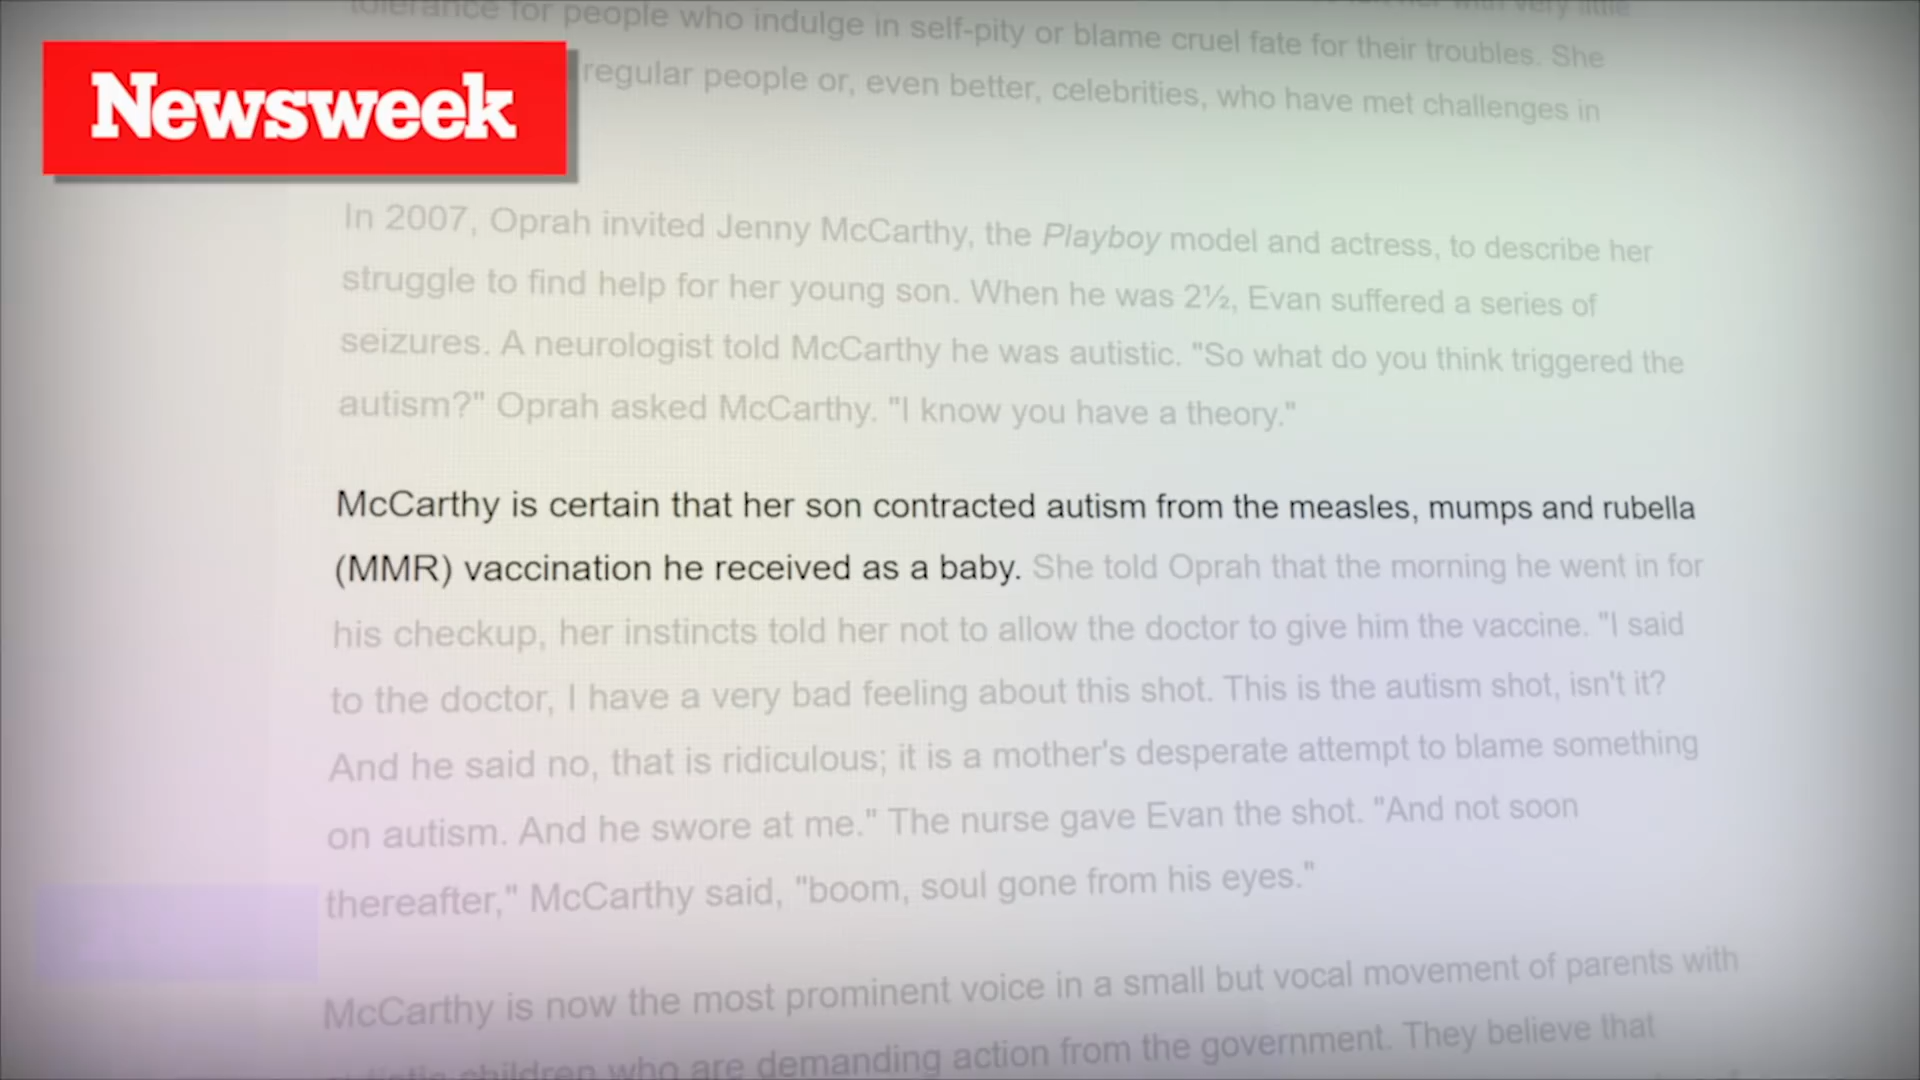 tolerance for people who indulge in self-pity or blame cruel fate for their troubles. She
Newsweek
regular people or, even better, celebrities, who have met challenges in
In 2007, Oprah invited Jenny McCarthy, the Playboy model and actress, to describe her
struggle to find help for her young son. When he was 2½, Evan suffered a series of
seizures. A neurologist told McCarthy he was autistic. "So what do you think triggered the
autism?" Oprah asked McCarthy. "I know you have a theory."
McCarthy is certain that her son contracted autism from the measles, mumps and rubella
(MMR) vaccination he received as a baby. She told Oprah that the morning he went in for
his checkup, her instincts told her not to allow the doctor to give him the vaccine. "I said
to the doctor, I have a very bad feeling about this shot. This is the autism shot, isn't it?
And he said no, that is ridiculous; it is a mother's desperate attempt to blame something
on autism. And he swore at me." The nurse gave Evan the shot. "And not soon
thereafter," McCarthy said, "boom, soul gone from his eyes."
McCarthy is now the most prominent voice in a small but vocal movement of parents with
children who are demanding action from the government. They believe that